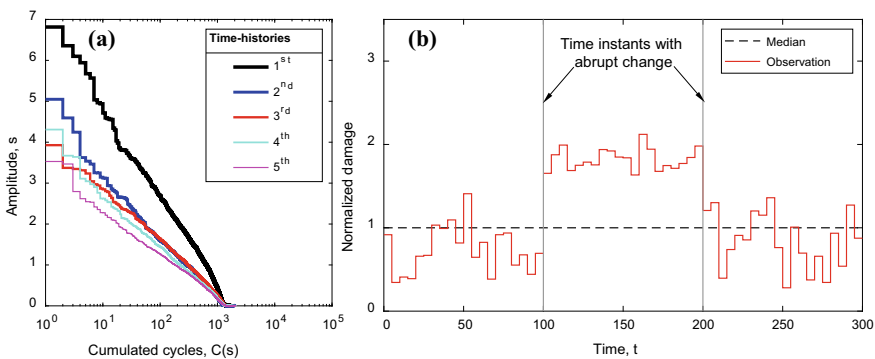 (a)
Time-histories
1st
2nd
3rd
4th
5th
7
6
5
4
3
2
1
0
Amplitude, s
10^0
10^1
10^2
10^3
10^4
10^5
Cumulated cycles, C(s)
(b)
Time instants with
abrupt change
Median
Observation
3
2
1
0
Normalized damage
0
50
100
150
200
250
300
Time, t